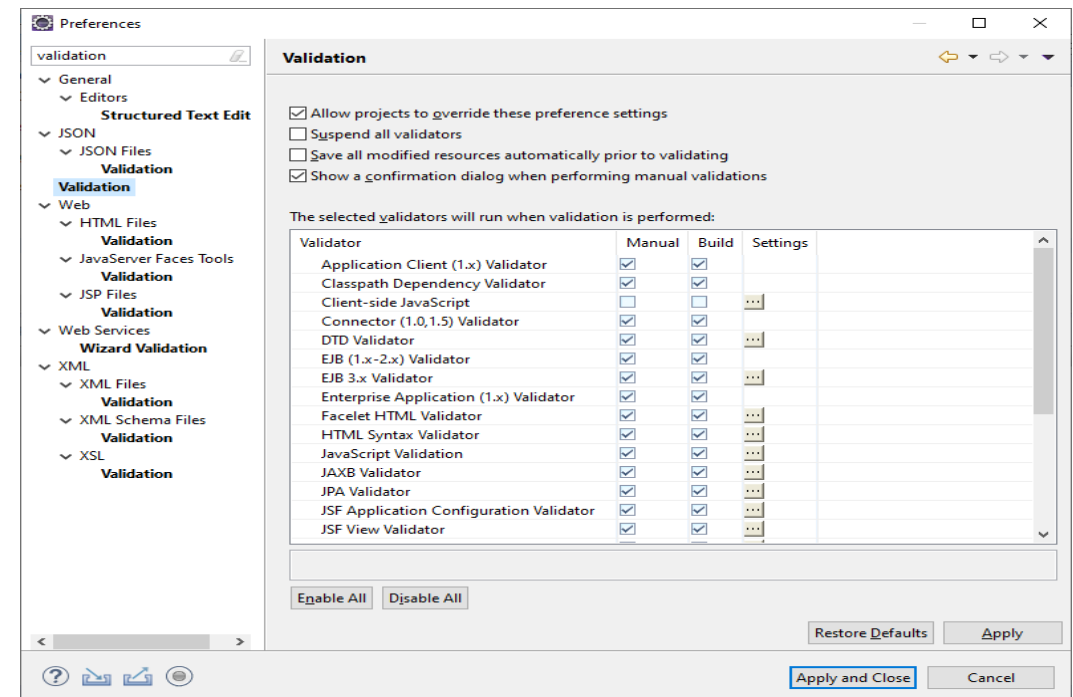 Preferences
validation
General
Editors
Structured Text Edit
JSON
JSON Files
Validation
Validation
Web
HTML Files
Validation
JavaServer Faces Tools
Validation
JSP Files
Validation
Web Services
Wizard Validation
XML
XML Files
Validation
XML Schema Files
Validation
XSL
Validation
Validation
Allow projects to override these preference settings
Suspend all validators
Save all modified resources automatically prior to validating
Show a confirmation dialog when performing manual validations
The selected validators will run when validation is performed:
Validator Manual Build Settings
Application Client (1.x) Validator
Classpath Dependency Validator
Client-side JavaScript ...
Connector (1.0,1.5) Validator
DTD Validator ...
EJB (1.x-2.x) Validator
EJB 3.x Validator ...
Enterprise Application (1.x) Validator
Facelet HTML Validator ...
HTML Syntax Validator ...
JavaScript Validation ...
JAXB Validator ...
JPA Validator ...
JSF Application Configuration Validator ...
JSF View Validator ...
Enable All Disable All
Restore Defaults Apply
Apply and Close Cancel